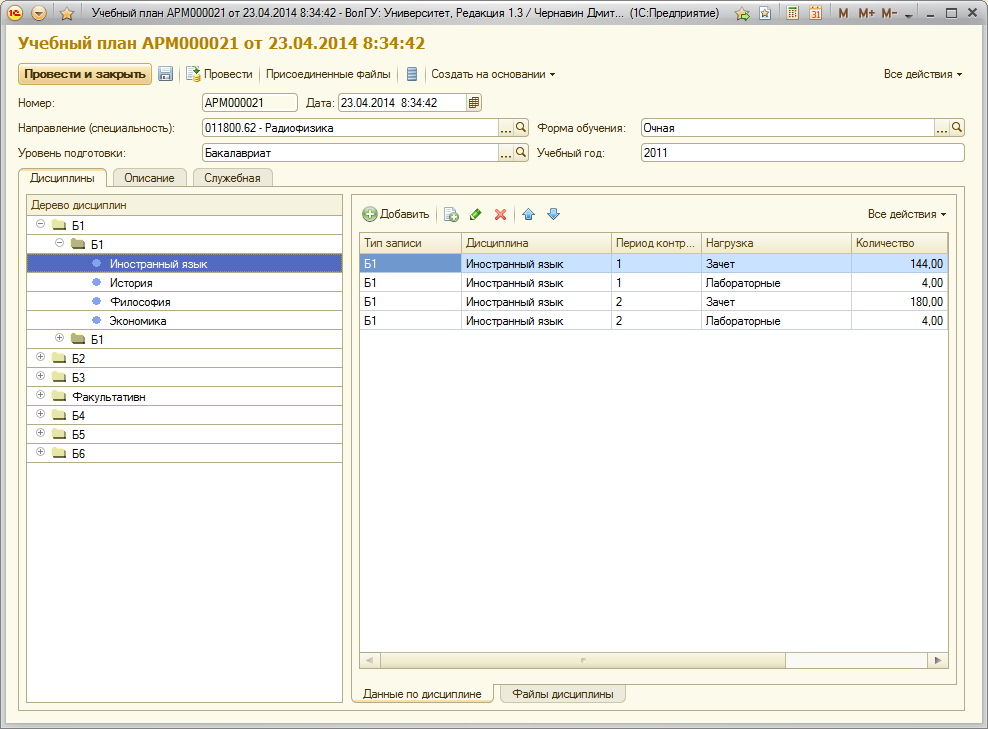 Учебный план АРМ000021 от 23.04.2014 8:34:42 - ВолГУ: Университет, Редакция 1.3 / Чернавин Дмит... (1С:Предприятие) 31 M M+ M-
Учебный план АРМ000021 от 23.04.2014 8:34:42
Провести и закрыть Провести Присоединенные файлы Создать на основании Все действия
Номер: АРМ000021 Дата: 23.04.2014 8:34:42
Направление (специальность): 011800.62 - Радиофизика ... Форма обучения: Очная ...
Уровень подготовки: Бакалавриат ... Учебный год: 2011
Дисциплины Описание Служебная
Дерево дисциплин
Б1
Б1
Иностранный язык
История
Философия
Экономика
Б1
Б2
Б3
Факультативн
Б4
Б5
Б6
Добавить Все действия
Тип записи Дисциплина Период контр... Нагрузка Количество
Б1 Иностранный язык 1 Зачет 144,00
Б1 Иностранный язык 1 Лабораторные 4,00
Б1 Иностранный язык 2 Зачет 180,00
Б1 Иностранный язык 2 Лабораторные 4,00
Данные по дисциплине Файлы дисциплины